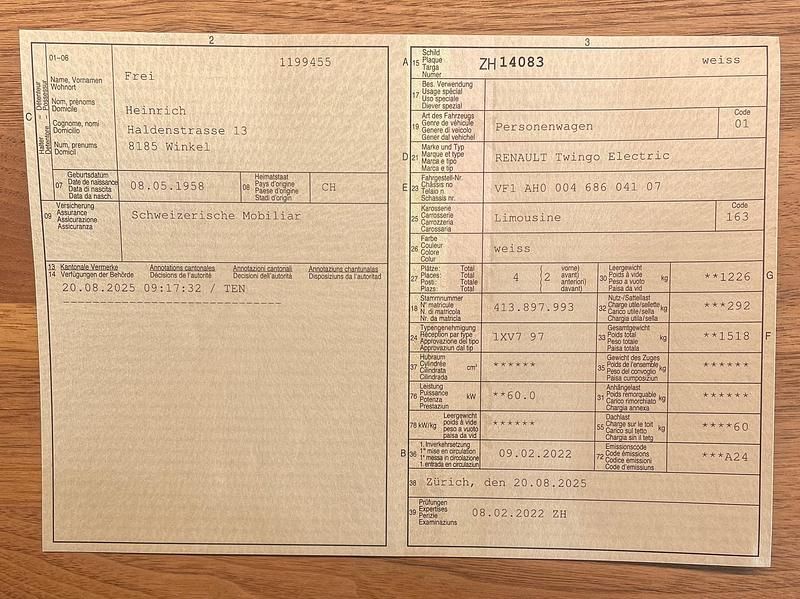 2
01-06
1199455
C
Halter Détenteur
Detentore Possessur
Name, Vornamen
Wohnort
Nom, prénoms
Domicile
Cognome, nomi
Domicilio
Num, prenums
Domicil
Frei
Heinrich
Haldenstrasse 13
8185 Winkel
07
Geburtsdatum
Date de naissance
Data di nascita
Data da nasch.
08.05.1958
08
Heimatstaat
Pays d'origine
Paese d'origine
Stadi d'origin
CH
09
Versicherung
Assurance
Assicurazione
Assicuranza
Schweizerische Mobiliar
13 Kantonale Vermerke Annotations cantonales Annotazioni cantonali Annotaziuns chantunalas
14 Verfügungen der Behörde Décisions de l'autorité Decisioni dell'autorità Disposiziuns da l'autoritad
20.08.2025 09:17:32 / TEN
3
A 15
Schild
Plaque
Targa
Numer
ZH 14083
weiss
17
Bes. Verwendung
Usage spécial
Uso speciale
Diever spezial
19
Art des Fahrzeugs
Genre de véhicule
Genere di veicolo
Gener dal vehichel
Personenwagen
Code
01
D 21
Marke und Typ
Marque et type
Marca e tipo
Marca e tip
RENAULT Twingo Electric
E 23
Fahrgestell-Nr.
Châssis no
Telaio n.
Schassis nr.
VF1 AH0 004 686 041 07
25
Karosserie
Carrosserie
Carrozzeria
Carossaria
Limousine
Code
163
26
Farbe
Couleur
Colore
Colur
weiss
27
Plätze: Total
Places: Total
Posti: Totale
Plazs: Total
4 (2
vorne)
avant)
anteriori)
davant)
30
Leergewicht
Poids à vide
Peso a vuoto
Paisa da vid
kg
**1226
G
18
Stammnummer
N° matricule
N. di matricola
Nr. da matricla
413.897.993
32
Nutz-/Sattellast
Charge utile/sellette
Carico utile/sella
Chargia utila/sella
kg
***292
24
Typengenehmigung
Réception par type
Approvazione del tipo
Approvaziun dal tip
1XV7 97
33
Gesamtgewicht
Poids total
Peso totale
Paisa totala
kg
**1518
F
37
Hubraum
Cylindrée
Cilindrata
Cilindrada
cm³
******
35
Gewicht des Zuges
Poids de l'ensemble
Peso del convoglio
Paisa cumposiziun
kg
******
76
Leistung
Puissance
Potenza
Prestaziun
kW
**60.0
31
Anhängelast
Poids remorquable
Carico rimorchiato
Chargia annexa
kg
******
78 kW/kg
Leergewicht
poids à vide
peso a vuoto
paisa da vid
******
55
Dachlast
Charge sur le toit
Carico sul tetto
Chargia sin il tetg
kg
****60
B 36
1. Inverkehrsetzung
1re mise en circulation
1a messa in circolazione
1. entrada en circulaziun
09.02.2022
72
Emissionscode
Code émissions
Codice emissioni
Code d'emissiuns
***A24
38
Zürich, den 20.08.2025
39
Prüfungen
Expertises
Perizie
Examinaziuns
08.02.2022 ZH